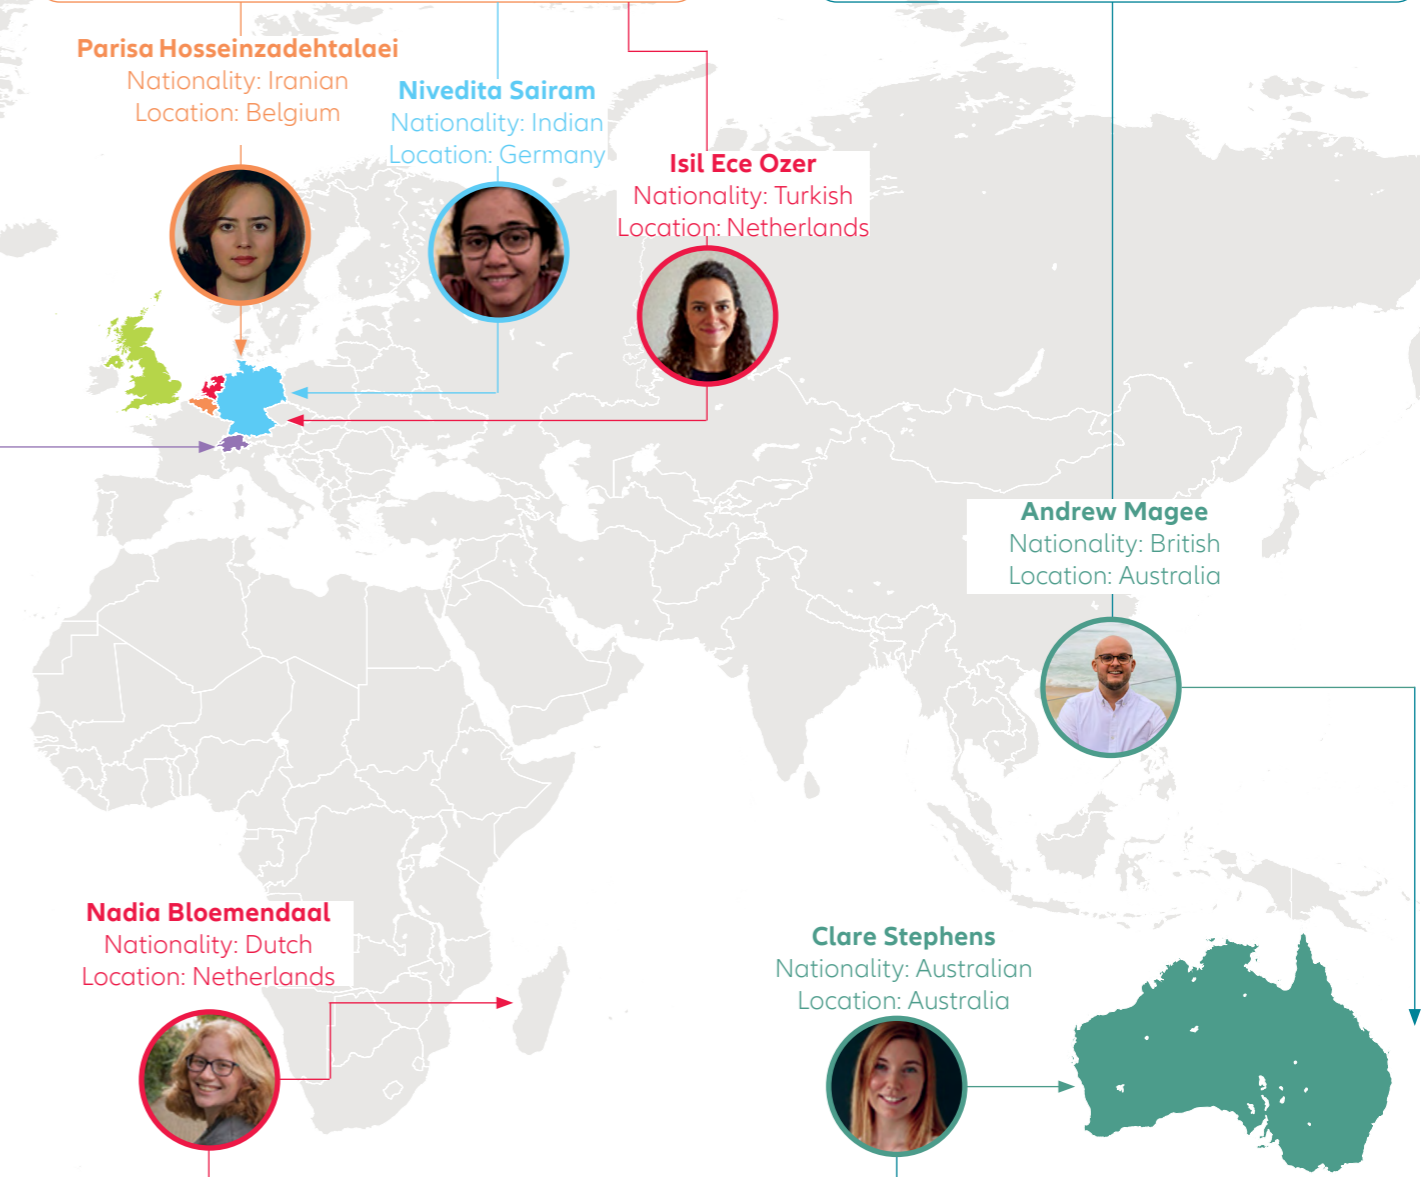 Parisa Hosseinzadehtalaei
Nationality: Iranian
Location: Belgium
Nivedita Sairam
Nationality: Indian
Location: Germany
Isil Ece Ozer
Nationality: Turkish
Location: Netherlands
Andrew Magee
Nationality: British
Location: Australia
Nadia Bloemendaal
Nationality: Dutch
Location: Netherlands
Clare Stephens
Nationality: Australian
Location: Australia